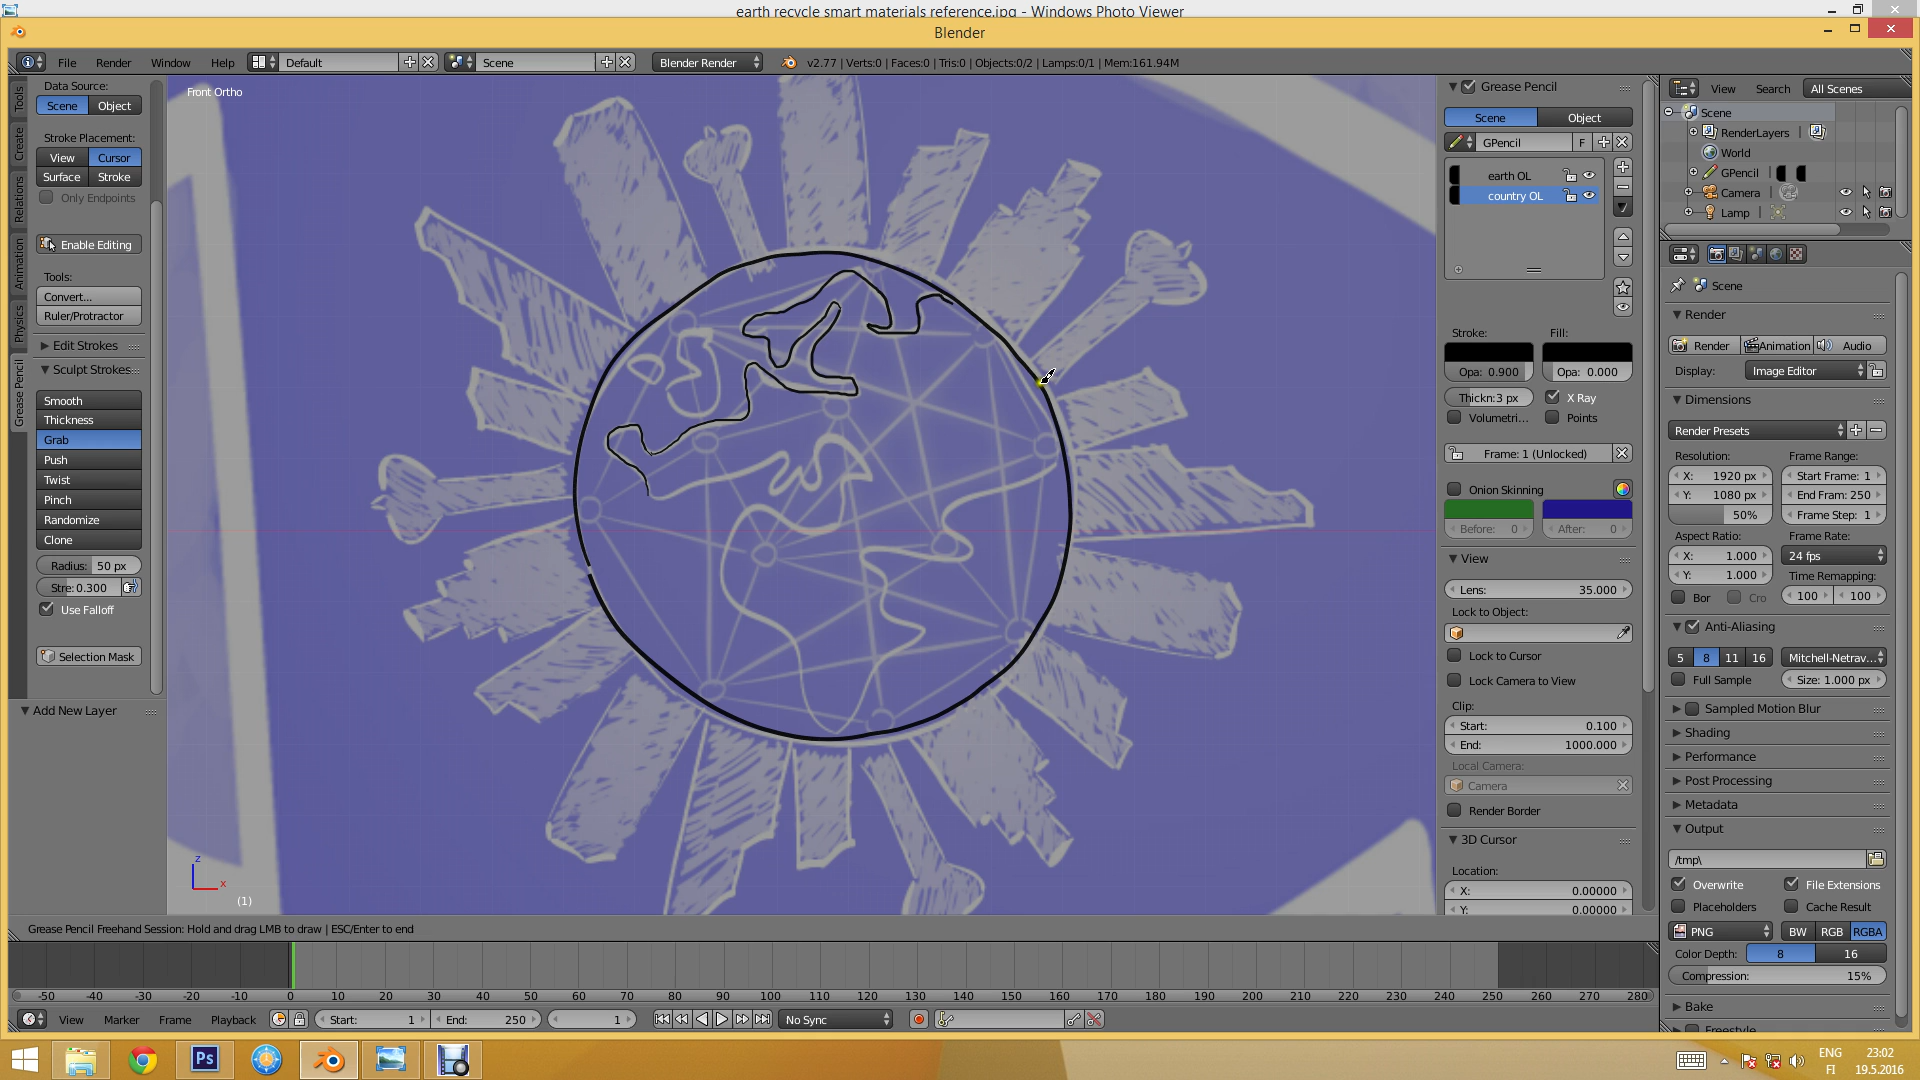 earth recycle smart materials reference.jpg - Windows Photo Viewer
Blender
File Render Window Help Default Scene Blender Render v2.77 | Verts:0 | Faces:0 | Tris:0 | Objects:0/2 | Lamps:0/1 | Mem:161.94M
Tools
Create
Relations
Animation
Physics
Grease Pencil
Data Source:
Scene Object
Stroke Placement:
View Cursor
Surface Stroke
Only Endpoints
Enable Editing
Tools:
Convert...
Ruler/Protractor
Edit Strokes
Sculpt Strokes
Smooth
Thickness
Grab
Push
Twist
Pinch
Randomize
Clone
Radius: 50 px
Stre: 0.300
Use Falloff
Selection Mask
Add New Layer
Front Ortho
z
x
(1)
Grease Pencil Freehand Session: Hold and drag LMB to draw | ESC/Enter to end
Grease Pencil
Scene Object
GPencil F
earth OL
country OL
Stroke: Fill:
Opa: 0.900 Opa: 0.000
Thickn:3 px X Ray
Volumetri... Points
Frame: 1 (Unlocked)
Onion Skinning
Before: 0 After: 0
View
Lens: 35.000
Lock to Object:
Lock to Cursor
Lock Camera to View
Clip:
Start: 0.100
End: 1000.000
Local Camera:
Camera
Render Border
3D Cursor
Location:
X: 0.00000
Y: 0.00000
View Search All Scenes
Scene
RenderLayers
World
GPencil
Camera
Lamp
Scene
Render
Render Animation Audio
Display: Image Editor
Dimensions
Render Presets
Resolution: Frame Range:
X: 1920 px Start Frame: 1
Y: 1080 px End Fram: 250
50% Frame Step: 1
Aspect Ratio: Frame Rate:
X: 1.000 24 fps
Y: 1.000 Time Remapping:
Bor Cro 100 100
Anti-Aliasing
5 8 11 16 Mitchell-Netrav...
Full Sample Size: 1.000 px
Sampled Motion Blur
Shading
Performance
Post Processing
Metadata
Output
/tmp\
Overwrite File Extensions
Placeholders Cache Result
PNG BW RGB RGBA
Color Depth: 8 16
Compression: 15%
Bake
Freestyle
-50 -40 -30 -20 -10 0 10 20 30 40 50 60 70 80 90 100 110 120 130 140 150 160 170 180 190 200 210 220 230 240 250 260 270 280
View Marker Frame Playback Start: 1 End: 250 1 No Sync
Ps
ENG 23:02
FI 19.5.2016